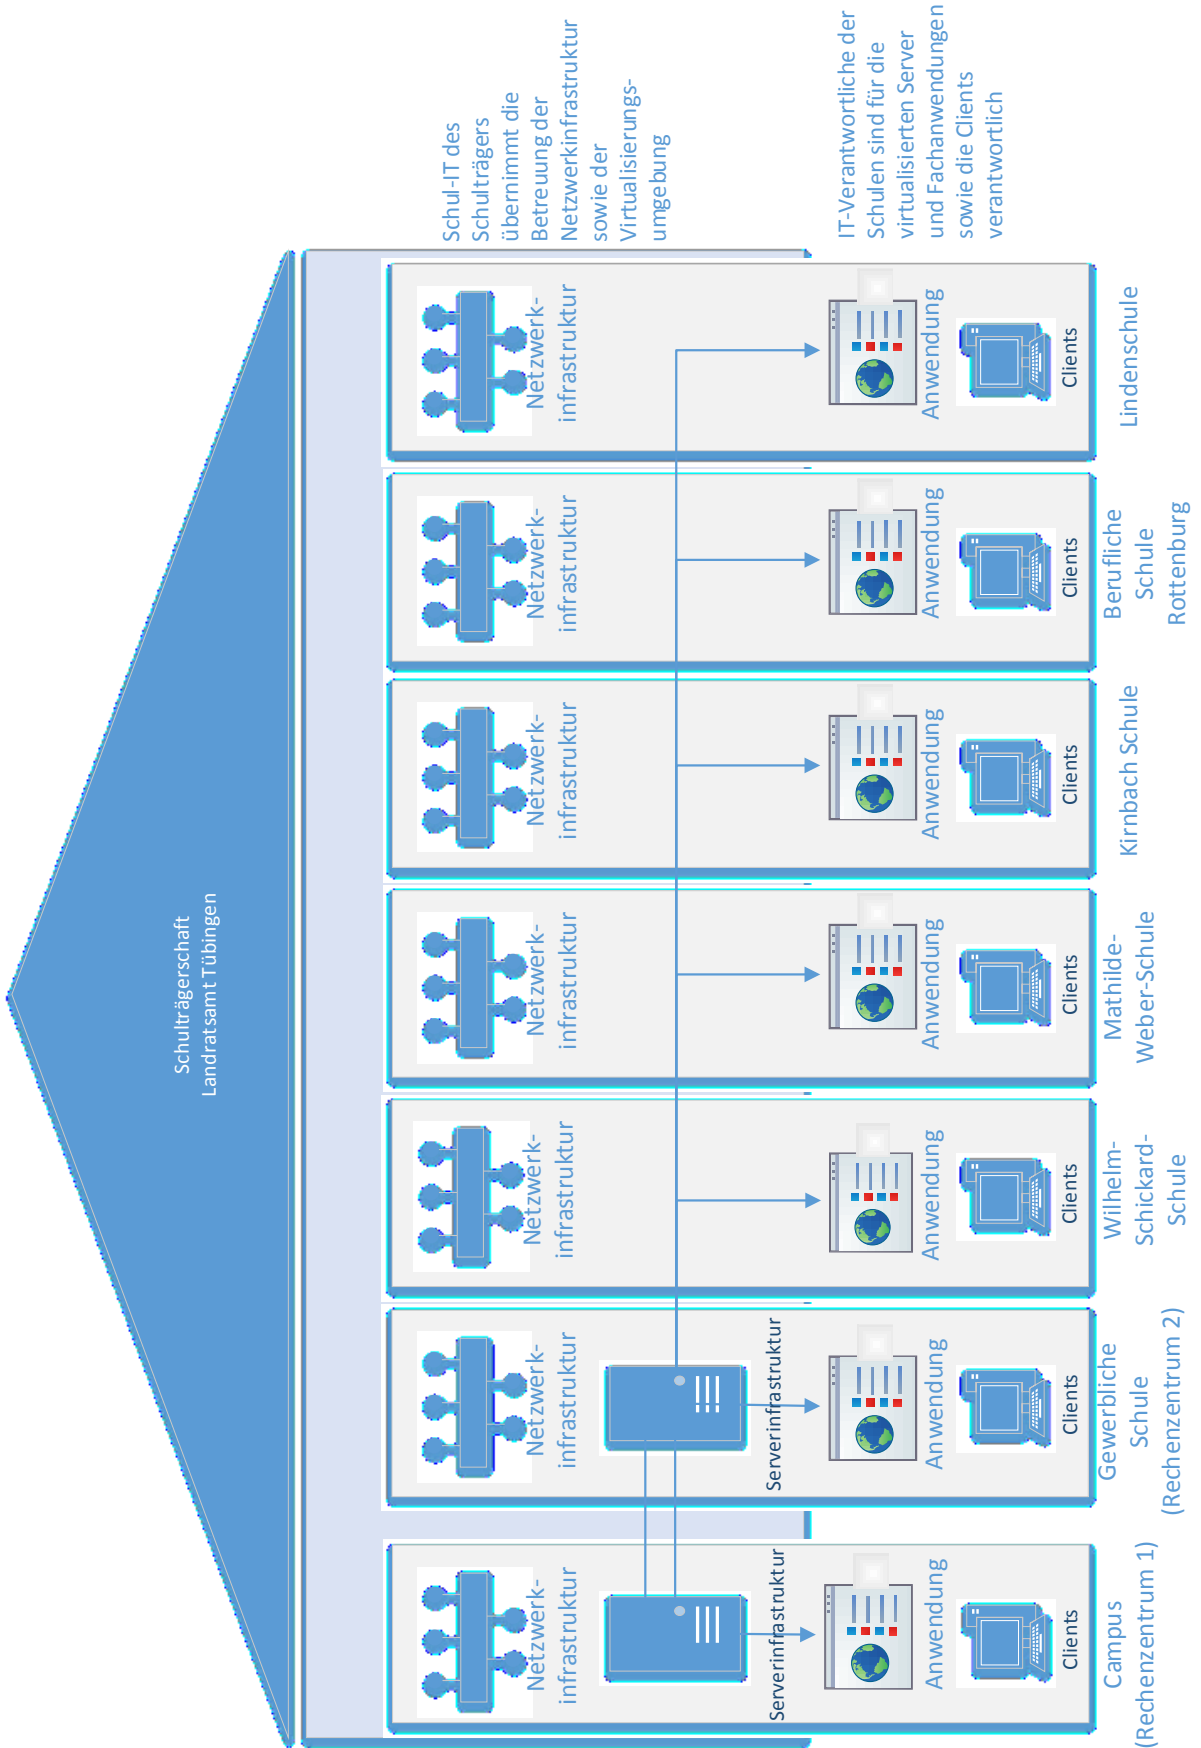 Schulträgerschaft
Landratsamt Tübingen
Netzwerk-
infrastruktur
Serverinfrastruktur
Anwendung
Clients
Campus
(Rechenzentrum 1)
Netzwerk-
infrastruktur
Serverinfrastruktur
Anwendung
Clients
Gewerbliche
Schule
(Rechenzentrum 2)
Netzwerk-
infrastruktur
Anwendung
Clients
Wilhelm-
Schickard-
Schule
Netzwerk-
infrastruktur
Anwendung
Clients
Mathilde-
Weber-Schule
Netzwerk-
infrastruktur
Anwendung
Clients
Kirnbach Schule
Netzwerk-
infrastruktur
Anwendung
Clients
Berufliche
Schule
Rottenburg
Netzwerk-
infrastruktur
Anwendung
Clients
Lindenschule
Schul-IT des
Schulträgers
übernimmt die
Betreuung der
Netzwerkinfrastruktur
sowie der
Virtualisierungs-
umgebung
IT-Verantwortliche der
Schulen sind für die
virtualisierten Server
und Fachanwendungen
sowie die Clients
verantwortlich